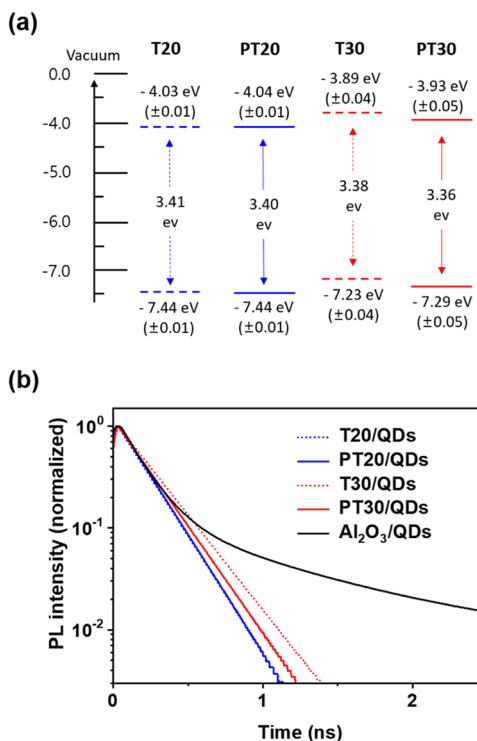 (a)
Vacuum
T20 PT20 T30 PT30
0.0
-4.0
-5.0
-6.0
-7.0
- 4.03 eV
(±0.01)
- 4.04 eV
(±0.01)
- 3.89 eV
(±0.04)
- 3.93 eV
(±0.05)
3.41
ev
3.40
ev
3.38
ev
3.36
ev
- 7.44 eV
(±0.01)
- 7.44 eV
(±0.01)
- 7.23 eV
(±0.04)
- 7.29 eV
(±0.05)
(b)
PL intensity (normalized)
10⁰
10⁻¹
10⁻²
T20/QDs
PT20/QDs
T30/QDs
PT30/QDs
Al₂O₃/QDs
0 1 2
Time (ns)